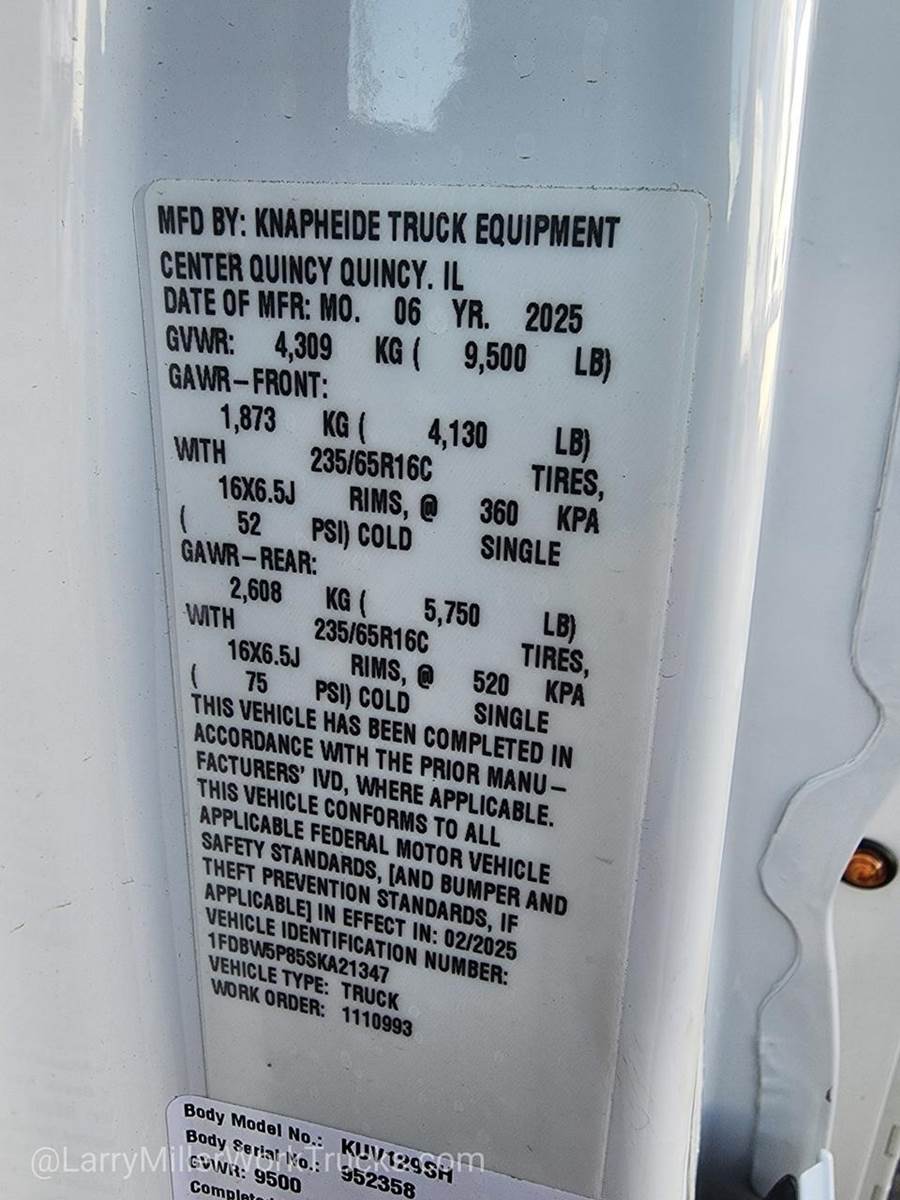 MFD BY: KNAPHEIDE TRUCK EQUIPMENT
CENTER QUINCY QUINCY. IL
DATE OF MFR: MO. 06 YR. 2025
GVWR: 4,309 KG ( 9,500 LB)
GAWR-FRONT:
1,873 KG ( 4,130 LB)
WITH 235/65R16C TIRES,
16X6.5J RIMS, @ 360 KPA
( 52 PSI) COLD SINGLE
GAWR-REAR:
2,608 KG ( 5,750 LB)
WITH 235/65R16C TIRES,
16X6.5J RIMS, @ 520 KPA
( 75 PSI) COLD SINGLE
THIS VEHICLE HAS BEEN COMPLETED IN
ACCORDANCE WITH THE PRIOR MANU-
FACTURERS' IVD, WHERE APPLICABLE.
THIS VEHICLE CONFORMS TO ALL
APPLICABLE FEDERAL MOTOR VEHICLE
SAFETY STANDARDS, [AND BUMPER AND
THEFT PREVENTION STANDARDS, IF
APPLICABLE] IN EFFECT IN: 02/2025
VEHICLE IDENTIFICATION NUMBER:
1FDBW5P85SKA21347
VEHICLE TYPE: TRUCK
WORK ORDER: 1110993
Body Model No.: KUV129SH
Body Serial No.: 952358
GVWR: 9500
@LarryMillerWorkTrucks.com